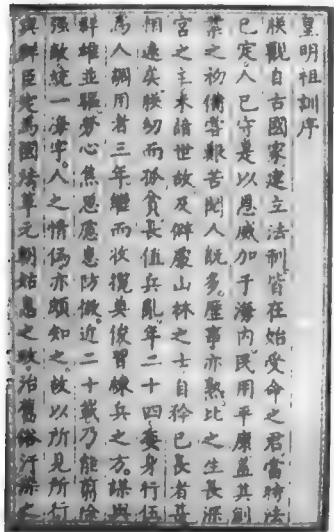 皇明祖訓序
朕觀自古國家建立法制皆在始受命之君當時法
已定人已守是以恩威加于海内民用平康蓋其創
業之初備嘗艱苦閱人既多歷事亦熟比之生長深
宮之主未諳世故及僻處山林之士自矜己長者甚
相遠矣朕幼而孤貧長值兵亂年二十四委身行伍
為人調用者三年繼而收攬英俊習練兵之方謀與
群雄並驅勞心焦思慮患防微近二十載乃能翦除
強敵統一海宇人之情偽亦頗知之故以所見所行
與群臣定為國法革元朝姑息之政治舊俗汙染之